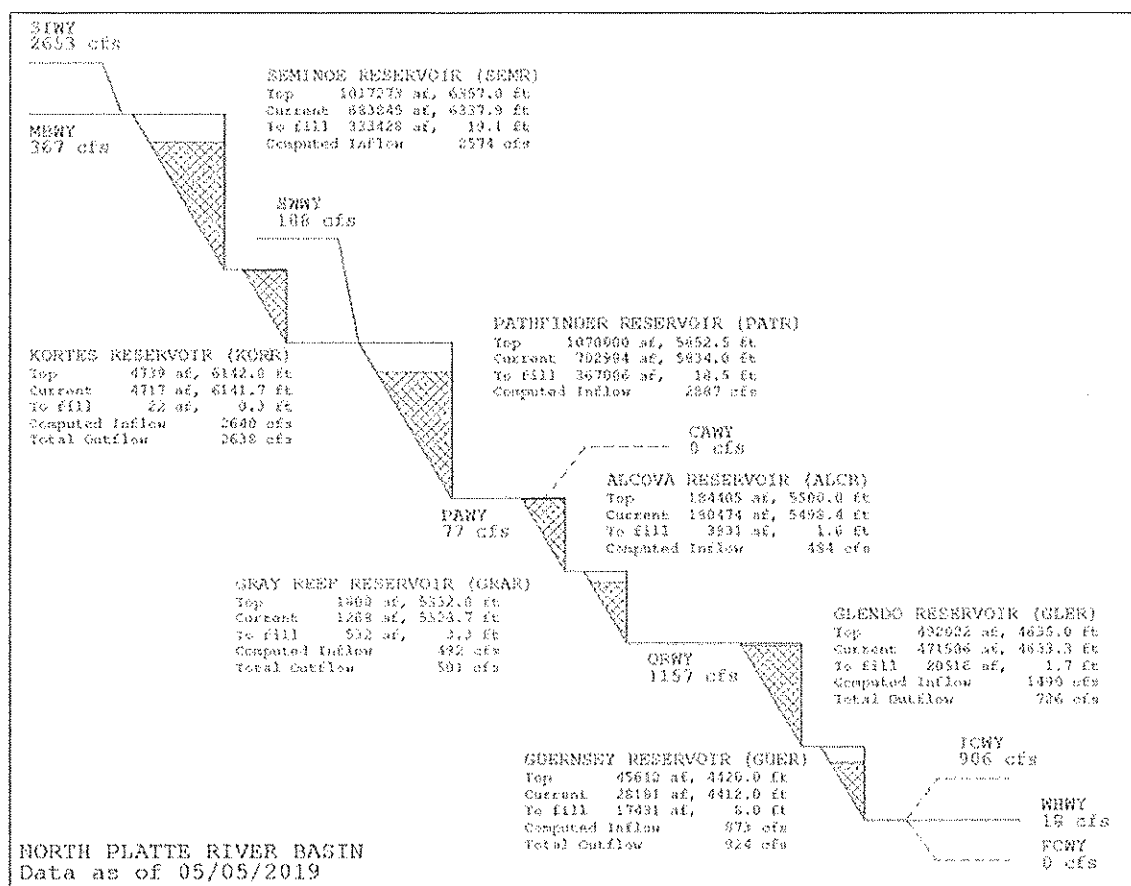 SIWY
2653 cfs
SEMINOE RESERVOIR (SEMR)
Top 1017273 af, 6357.0 ft
Current 683845 af, 6337.9 ft
To fill 333428 af, 19.1 ft
Computed Inflow 2574 cfs
MBWY
367 cfs
SWWY
cfs
PATHFINDER RESERVOIR (PATR)
Top 1070000 af, 5852.5 ft
Current 702994 af, 5834.0 ft
To fill 367006 af, 18.5 ft
Computed Inflow 2887 cfs
KORTES RESERVOIR (KORR)
Top 4739 af, 6142.0 ft
Current 4717 af, 6141.7 ft
To fill 22 af, 0.3 ft
Computed Inflow 2640 cfs
Total Outflow 2638 cfs
CAWY
0 cfs
ALCOVA RESERVOIR (ALCR)
Top 184405 af, 5500.0 ft
Current 180474 af, 5498.4 ft
To fill 3931 af, 1.6 ft
Computed Inflow 484 cfs
PAWY
77 cfs
GRAY REEF RESERVOIR (GRAR)
Top 1800 af, 5332.0 ft
Current 1268 af, 5328.7 ft
To fill 532 af, 3.3 ft
Computed Inflow 492 cfs
Total Outflow cfs
GLENDO RESERVOIR (GLER)
Top 492022 af, 4635.0 ft
Current 471506 af, 4633.3 ft
To fill 20516 af, 1.7 ft
Computed Inflow cfs
Total Outflow 726 cfs
ORWY
1157 cfs
GUERNSEY RESERVOIR (GUER)
Top 45612 af, 4420.0 ft
Current 28181 af, 4412.0 ft
To fill 17431 af, 8.0 ft
Computed Inflow 873 cfs
Total Outflow 924 cfs
ICWY
906 cfs
WHWY
18 cfs
FCWY
0 cfs
NORTH PLATTE RIVER BASIN
Data as of 05/05/2019